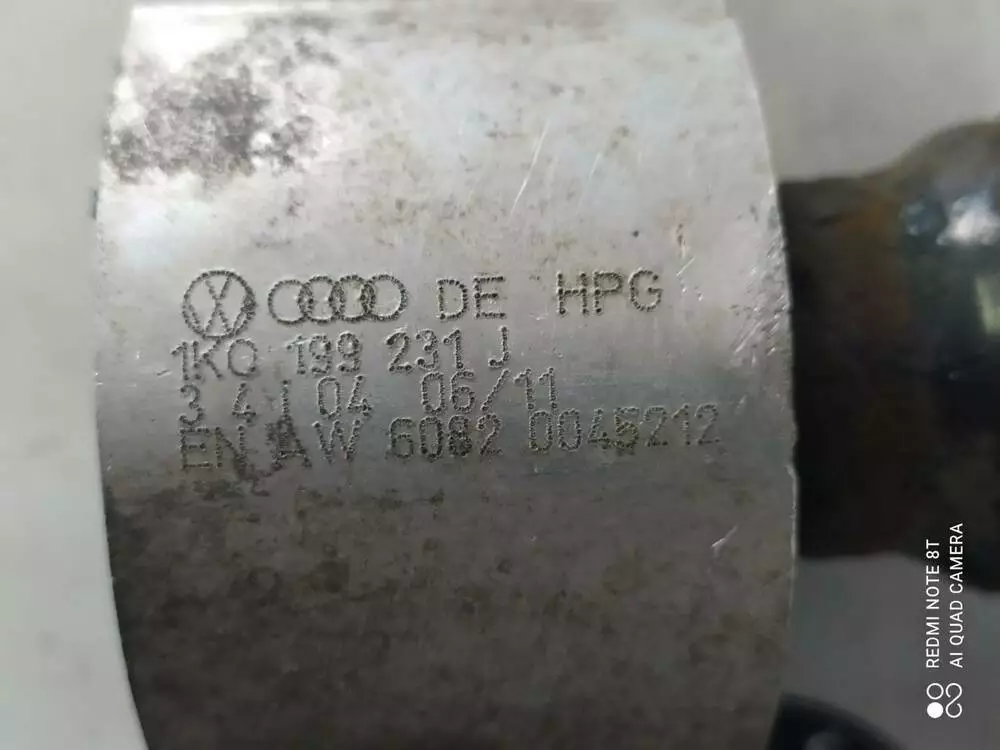 DE HPG
1K0 199 231 J
3 4 J 04 06/11
EN AW 6082 0045212
REDMI NOTE 8T
AI QUAD CAMERA